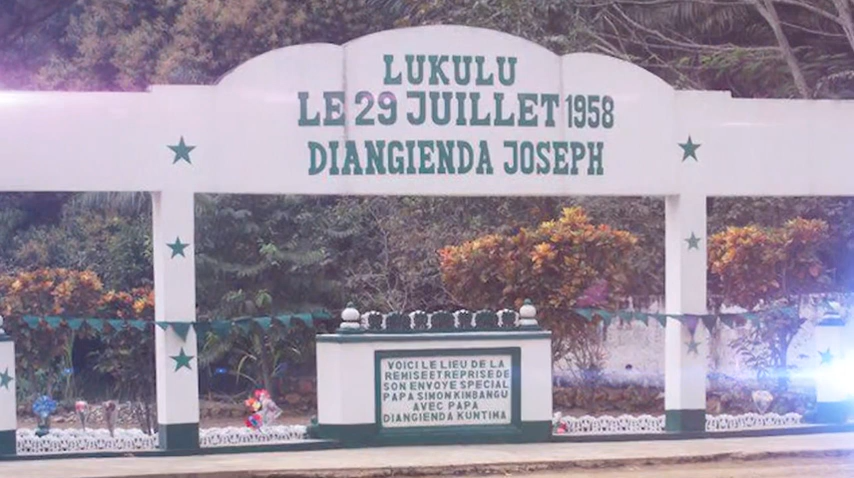 LUKULU
LE 29 JUILLET 1958
DIANGIENDA JOSEPH
VOICI LE LIEU DE LA
REMISE ET REPRISE DE
SON ENVOYE SPECIAL
PAPA SIMON KINBANGU
AVEC PAPA
DIANGIENDA KUNTIMA